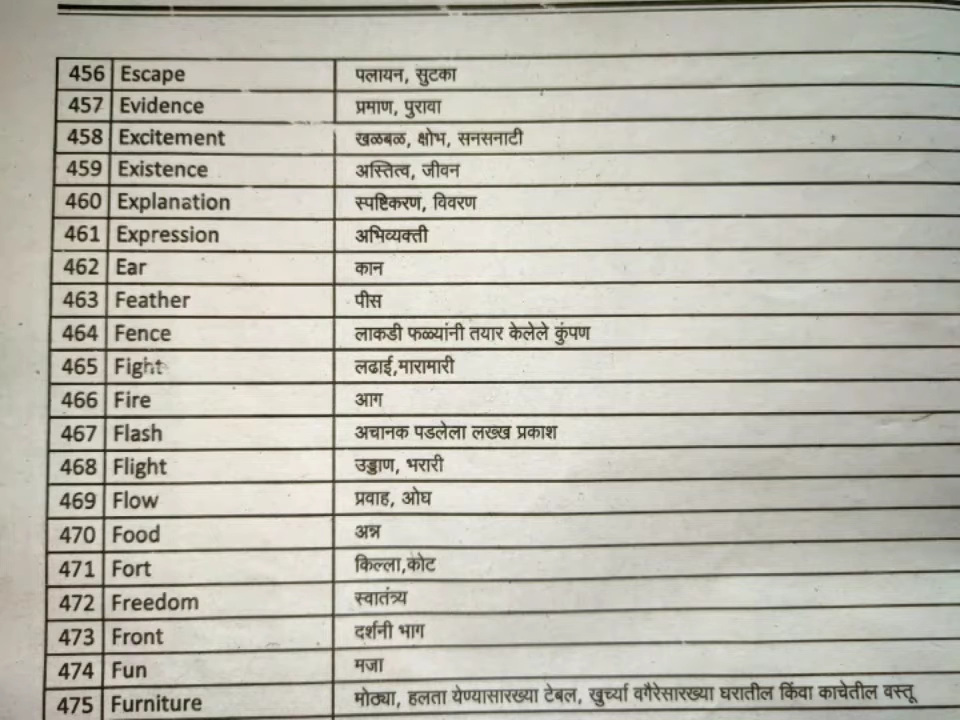 456 Escape पलायन, सुटका
457 Evidence प्रमाण, पुरावा
458 Excitement खळबळ, क्षोभ, सनसनाटी
459 Existence अस्तित्व, जीवन
460 Explanation स्पष्टिकरण, विवरण
461 Expression अभिव्यक्ती
462 Ear कान
463 Feather पीस
464 Fence लाकडी फळ्यांनी तयार केलेले कुंपण
465 Fight लढाई,मारामारी
466 Fire आग
467 Flash अचानक पडलेला लख्ख प्रकाश
468 Flight उड्डाण, भरारी
469 Flow प्रवाह, ओघ
470 Food अन्न
471 Fort किल्ला,कोट
472 Freedom स्वातंत्र्य
473 Front दर्शनी भाग
474 Fun मजा
475 Furniture मोठ्या, हलता येण्यासारख्या टेबल, खुर्च्या वगैरेसारख्या घरातील किंवा काचेतील वस्तू